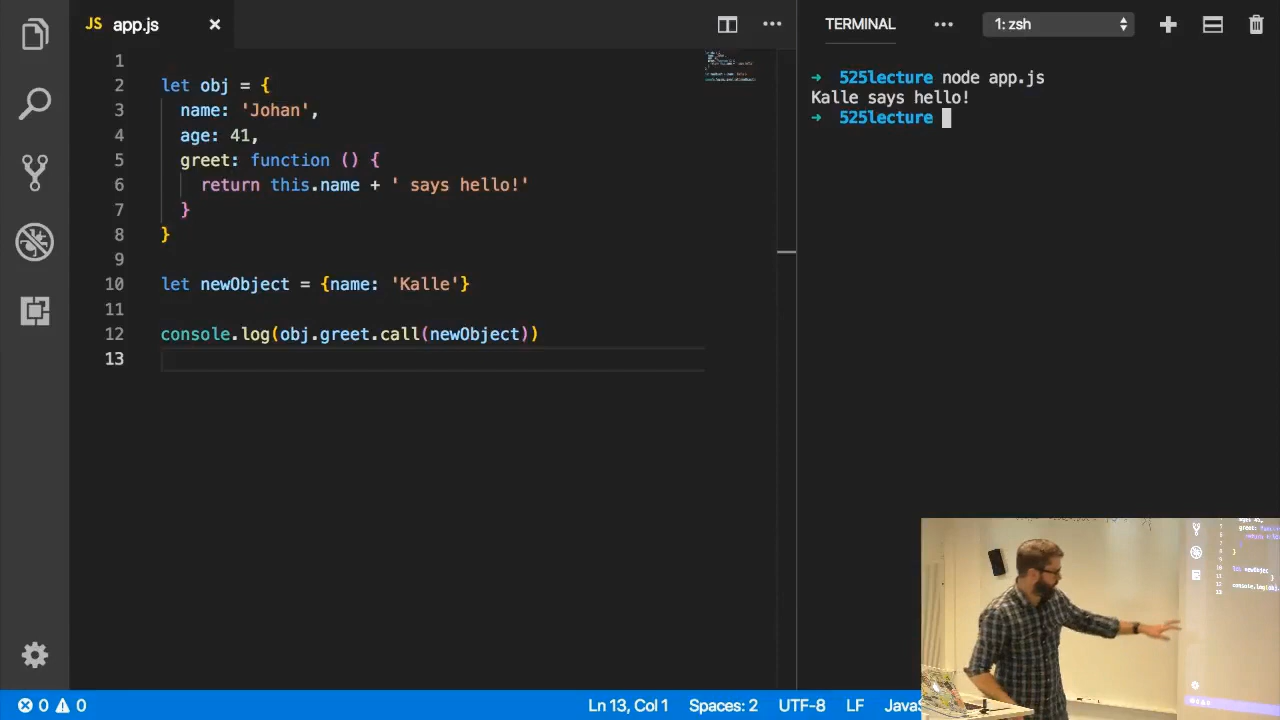 JS app.js
1
2 let obj = {
3 name: 'Johan',
4 age: 41,
5 greet: function () {
6 return this.name + ' says hello!'
7 }
8 }
9
10 let newObject = {name: 'Kalle'}
11
12 console.log(obj.greet.call(newObject))
13
TERMINAL
1: zsh
→ 525lecture node app.js
Kalle says hello!
→ 525lecture
0 0
Ln 13, Col 1 Spaces: 2 UTF-8 LF JavaS